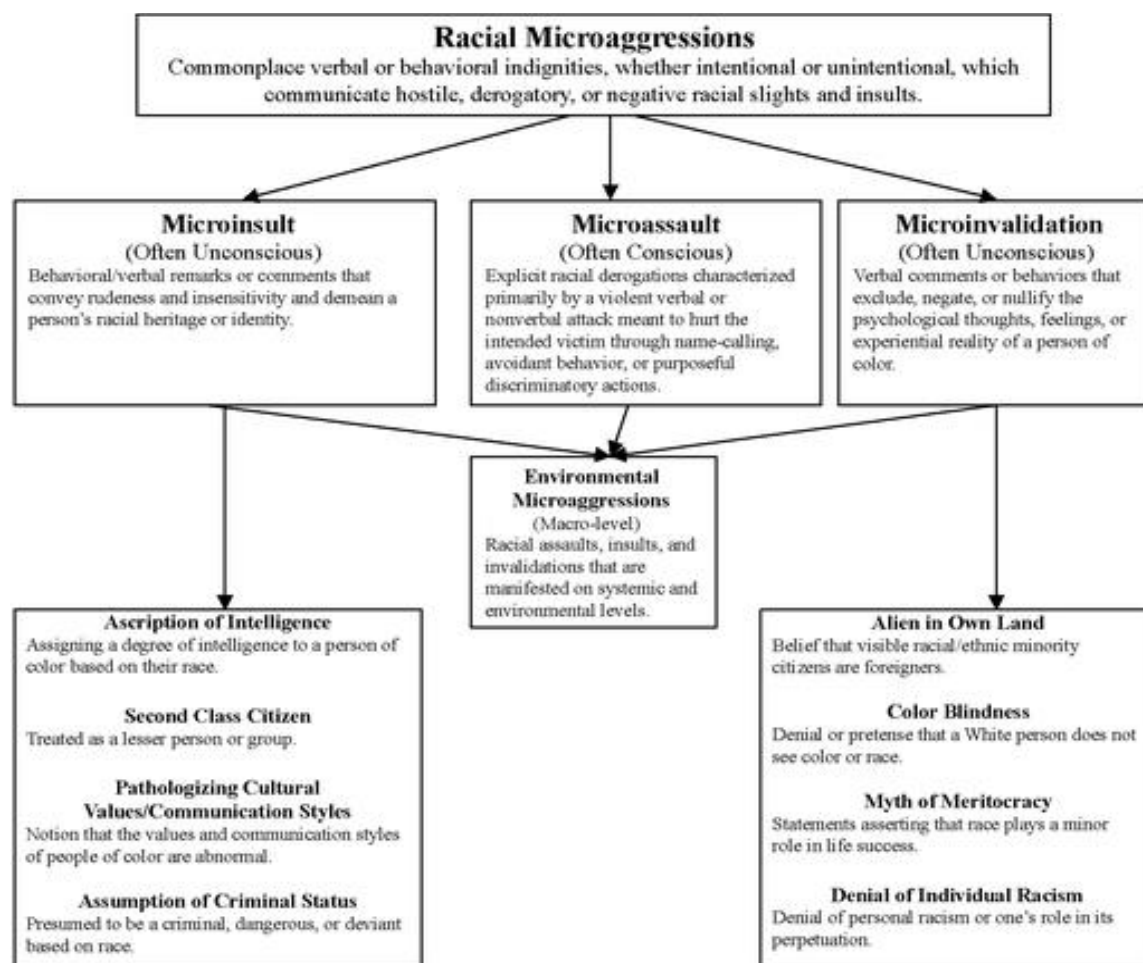 Racial Microaggressions
Commonplace verbal or behavioral indignities, whether intentional or unintentional, which
communicate hostile, derogatory, or negative racial slights and insults.
Microinsult
(Often Unconscious)
Behavioral/verbal remarks or comments that
convey rudeness and insensitivity and demean a
person's racial heritage or identity.
Microassault
(Often Conscious)
Explicit racial derogations characterized
primarily by a violent verbal or
nonverbal attack meant to hurt the
intended victim through name-calling,
avoidant behavior, or purposeful
discriminatory actions.
Microinvalidation
(Often Unconscious)
Verbal comments or behaviors that
exclude, negate, or nullify the
psychological thoughts, feelings, or
experiential reality of a person of
color.
Environmental
Microaggressions
(Macro-level)
Racial assaults, insults, and
invalidations that are
manifested on systemic and
environmental levels.
Ascription of Intelligence
Assigning a degree of intelligence to a person of
color based on their race.
Second Class Citizen
Treated as a lesser person or group.
Pathologizing Cultural
Values/Communication Styles
Notion that the values and communication styles
of people of color are abnormal.
Assumption of Criminal Status
Presumed to be a criminal, dangerous, or deviant
based on race.
Alien in Own Land
Belief that visible racial/ethnic minority
citizens are foreigners.
Color Blindness
Denial or pretense that a White person does not
see color or race.
Myth of Meritocracy
Statements asserting that race plays a minor
role in life success.
Denial of Individual Racism
Denial of personal racism or one's role in its
perpetuation.